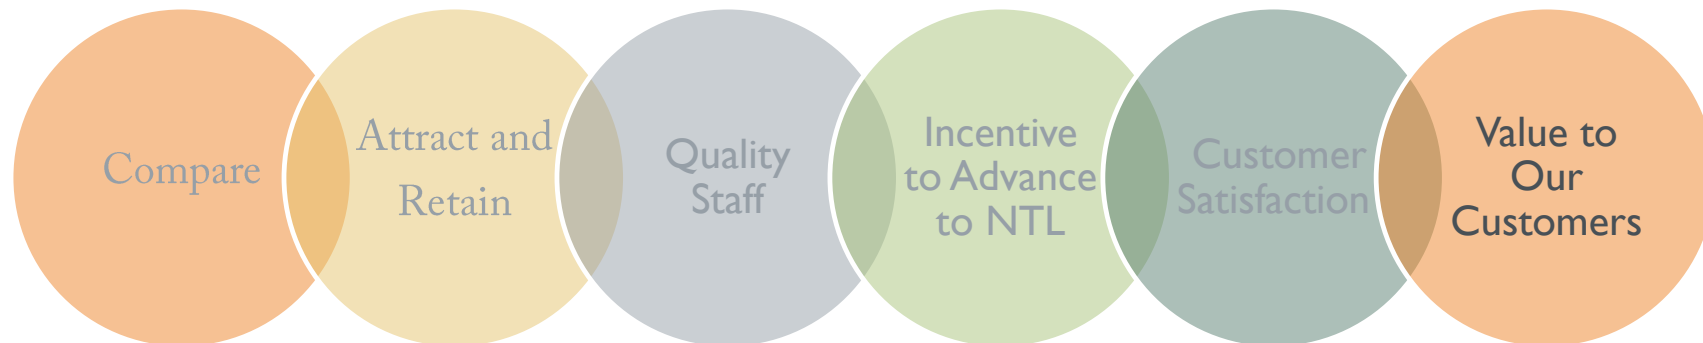 Compare
Attract and
Retain
Quality
Staff
Incentive
to Advance
to NTL
Customer
Satisfaction
Value to
Our
Customers